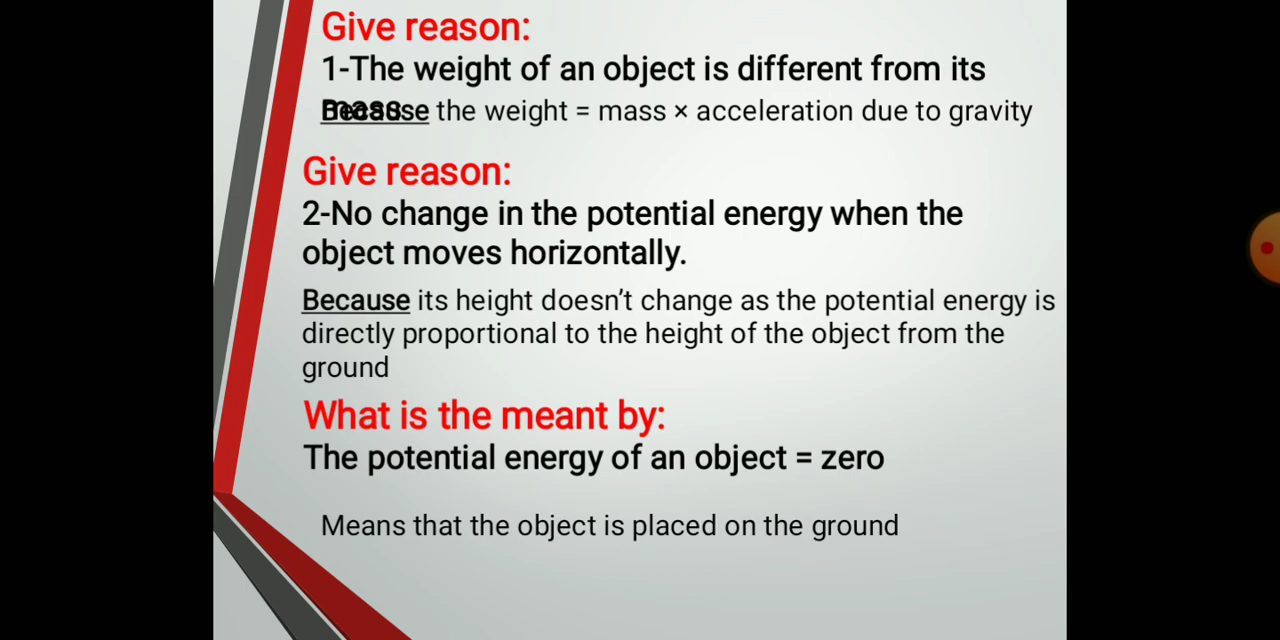 Give reason:
1-The weight of an object is different from its
mass
Because the weight = mass × acceleration due to gravity
Give reason:
2-No change in the potential energy when the
object moves horizontally.
Because its height doesn’t change as the potential energy is
directly proportional to the height of the object from the
ground
What is the meant by:
The potential energy of an object = zero
Means that the object is placed on the ground